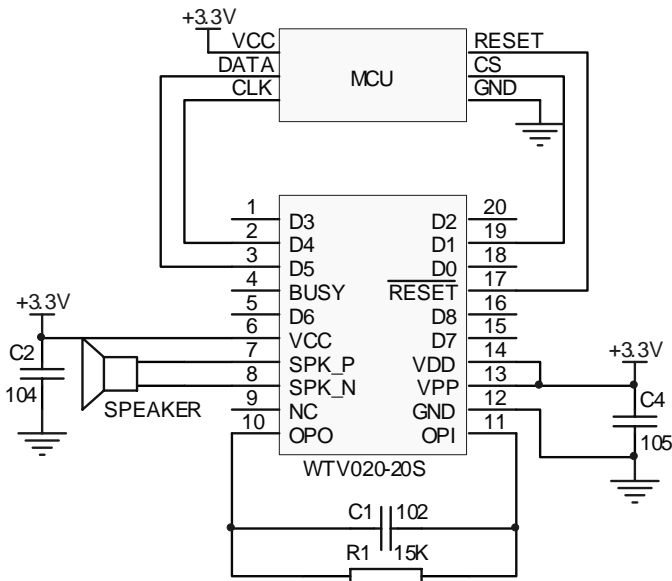 +3.3V
VCC
RESET
DATA
MCU
CS
CLK
GND
1
D3
D2
20
2
D4
D1
19
3
D5
D0
18
4
BUSY
RESET
17
5
D6
D8
16
+3.3V
6
VCC
D7
15
C2
7
SPK_P
VDD
14
+3.3V
104
8
SPK_N
VPP
13
SPEAKER
9
NC
GND
12
C4
10
OPO
OPI
11
105
WTV020-20S
C1
102
R1
15K